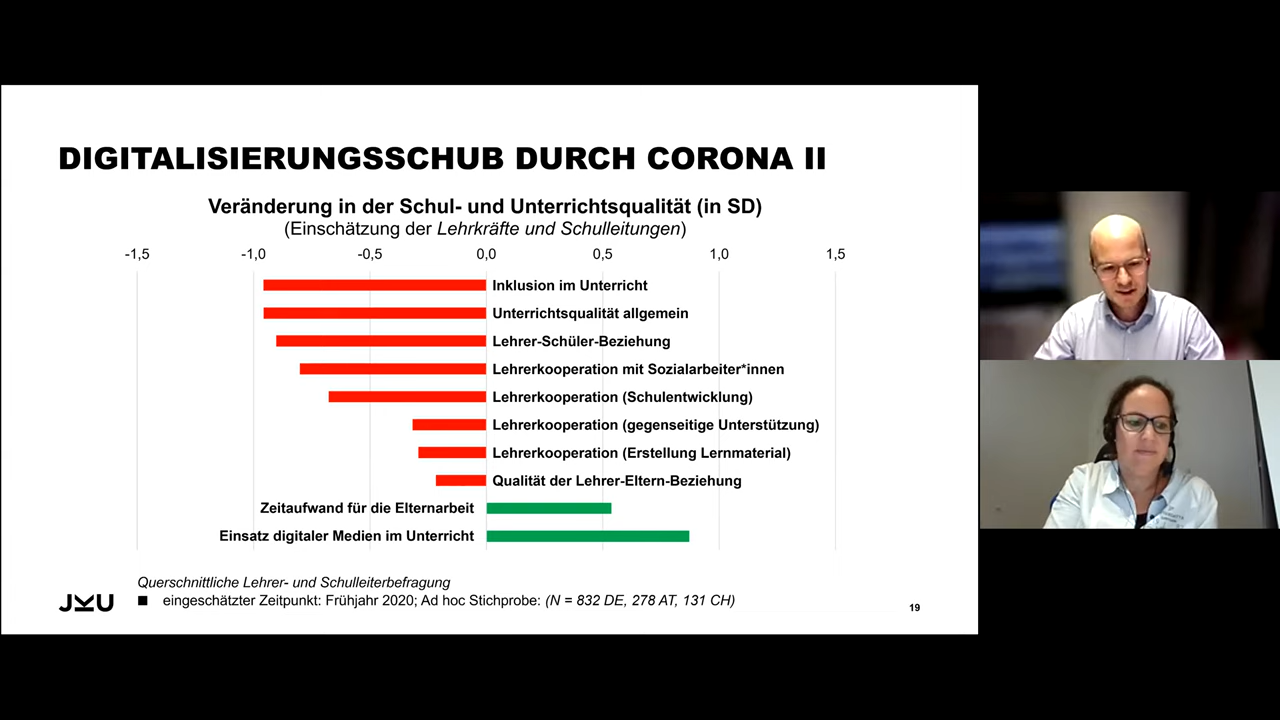 DIGITALISIERUNGSSCHUB DURCH CORONA II
Veränderung in der Schul- und Unterrichtsqualität (in SD)
(Einschätzung der Lehrkräfte und Schulleitungen)
-1,5 -1,0 -0,5 0,0 0,5 1,0 1,5
Inklusion im Unterricht
Unterrichtsqualität allgemein
Lehrer-Schüler-Beziehung
Lehrerkooperation mit Sozialarbeiter*innen
Lehrerkooperation (Schulentwicklung)
Lehrerkooperation (gegenseitige Unterstützung)
Lehrerkooperation (Erstellung Lernmaterial)
Qualität der Lehrer-Eltern-Beziehung
Zeitaufwand für die Elternarbeit
Einsatz digitaler Medien im Unterricht
Querschnittliche Lehrer- und Schulleiterbefragung
■ eingeschätzter Zeitpunkt: Frühjahr 2020; Ad hoc Stichprobe: (N = 832 DE, 278 AT, 131 CH)
JKU
19